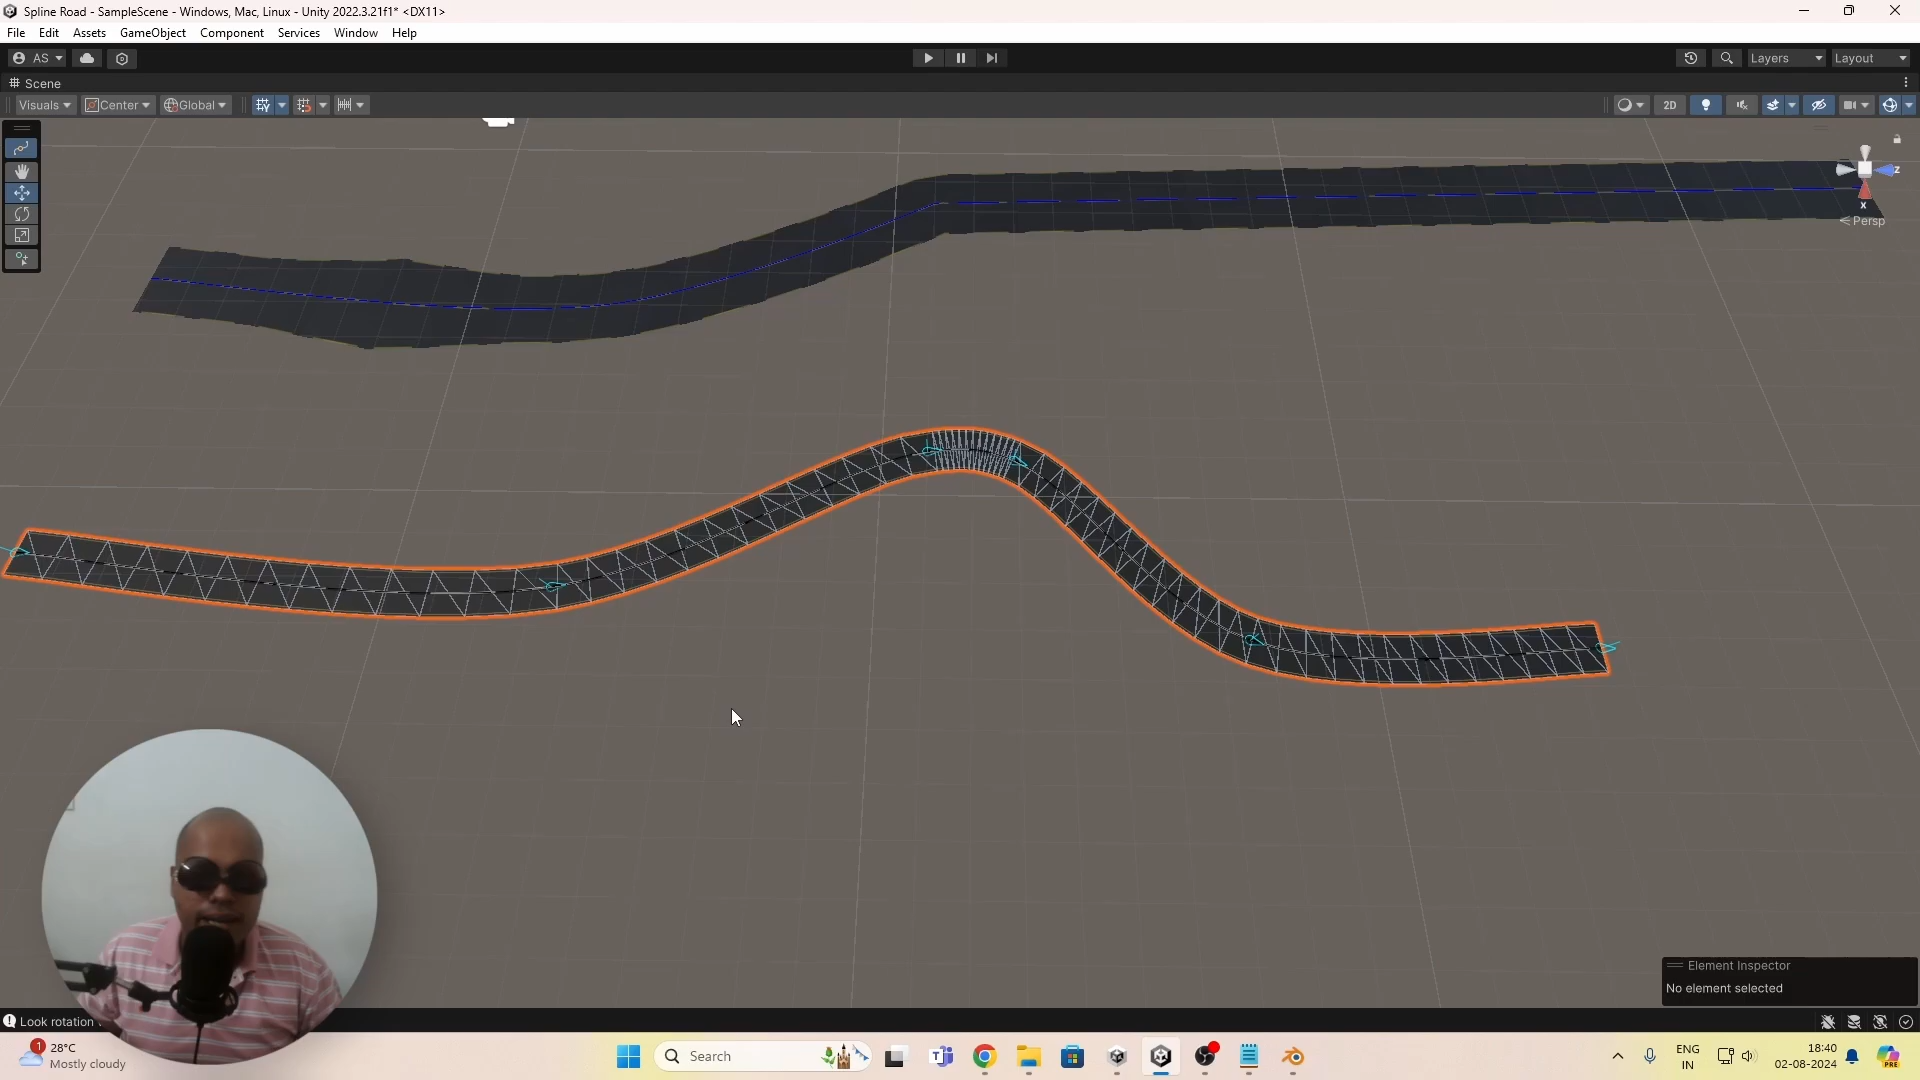 Spline Road - SampleScene - Windows, Mac, Linux - Unity 2022.3.21f1* <DX11>
File Edit Assets GameObject Component Services Window Help
AS Layers Layout
Scene
Visuals Center Global 2D
z
x
Persp
Element Inspector
No element selected
Look rotation
1 28°C
Mostly cloudy
Search
ENG
IN
18:40
02-08-2024
PRE